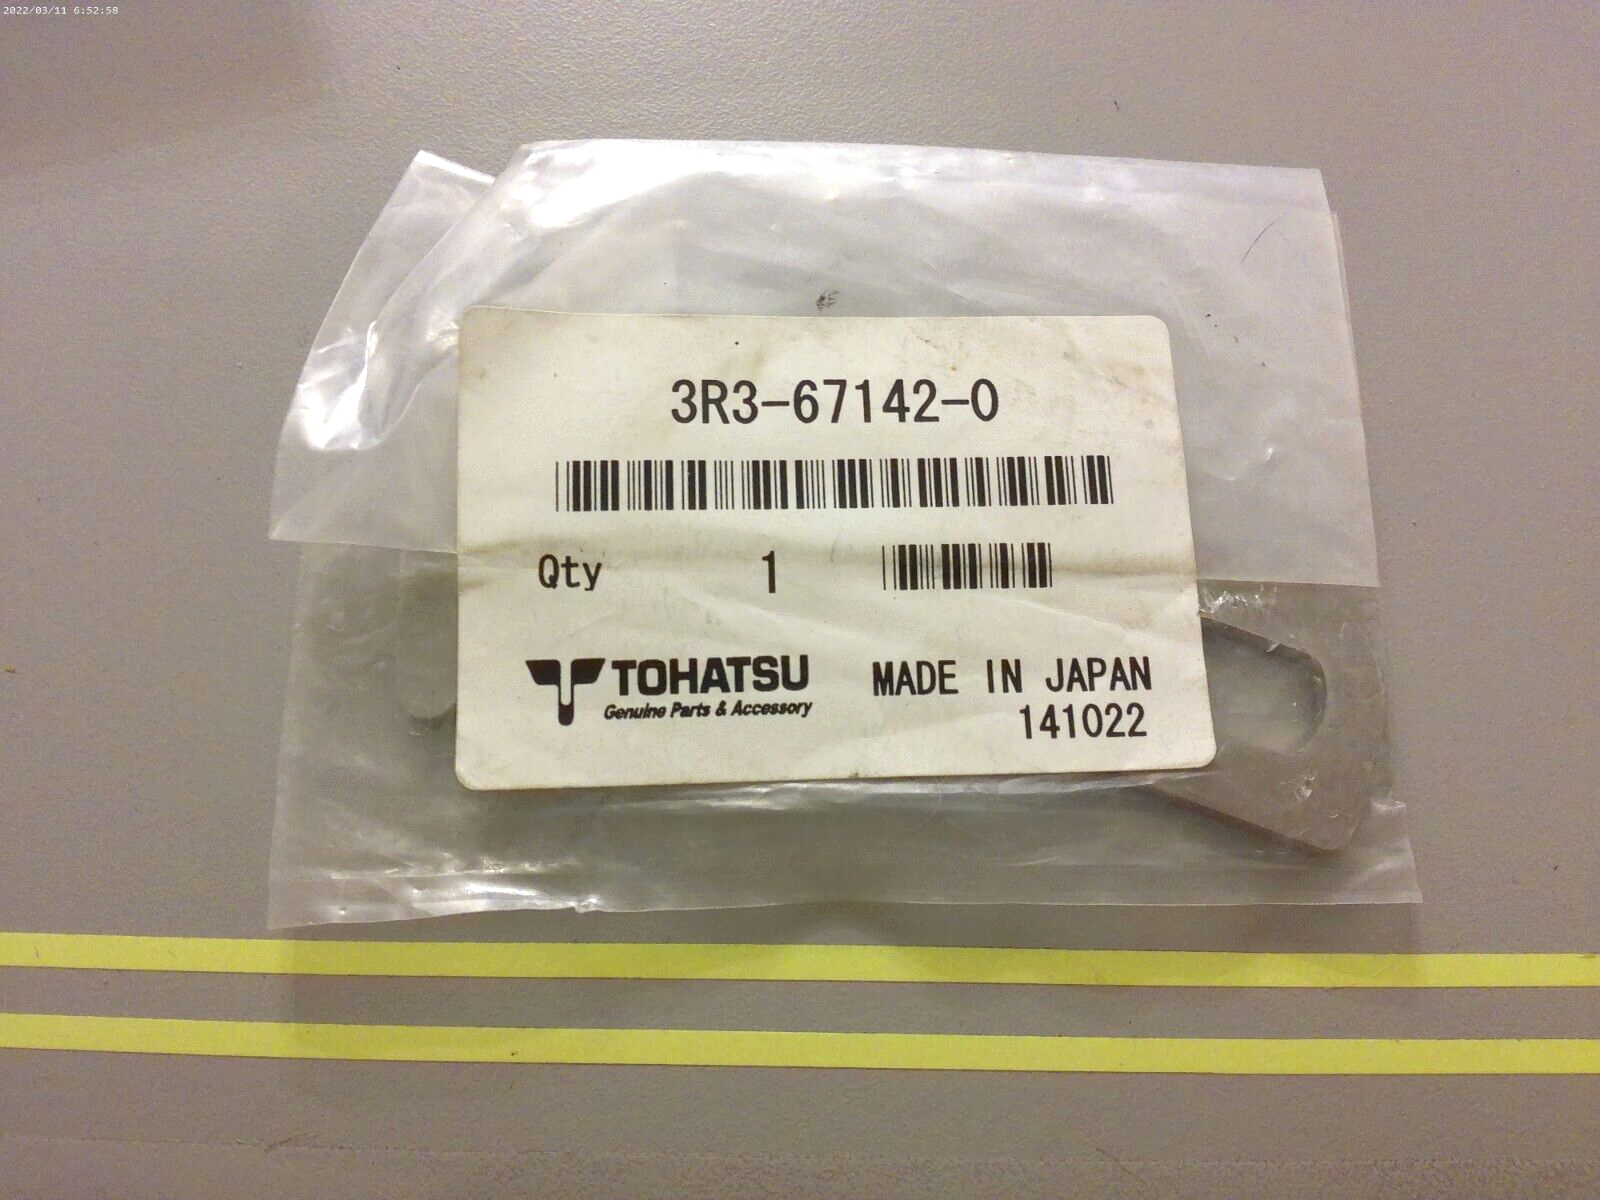 2022/03/11 6:52:58
3R3-67142-0
Qty 1
TOHATSU
Genuine Parts & Accessory
MADE IN JAPAN
141022